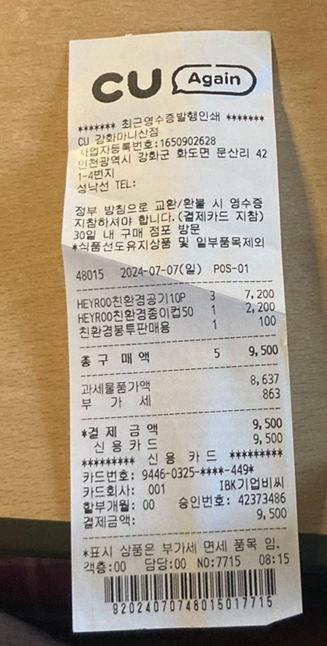 CU Again
******* 최근영수증발행인쇄 *******
CU 강화마니산점
사업자등록번호:1650902628
인천광역시 강화군 화도면 문산리 42
1-4번지
성낙선 TEL:
정부 방침으로 교환/환불 시 영수증
지참하셔야 합니다.(결제카드 지참)
30일 내 구매 점포 방문
*식품선도유지상품 및 일부품목제외
48015 2024-07-07(일) POS-01
HEYROO친환경공기10P 3 7,200
HEYROO친환경종이컵50 1 2,200
친환경봉투판매용 1 100
총 구 매 액 5 9,500
과세물품가액 8,637
부 가 세 863
*결 제 금 액 9,500
신 용 카 드 9,500
********* 신 용 카 드 *********
카드번호: 9446-0325-****-449*
카드회사: 001 IBK기업비씨
할부개월: 00 승인번호: 42373486
결제금액: 9,500
*표시 상품은 부가세 면세 품목 임.
객층:00 담당:00 NO:7715 08:15
92024070748015017715